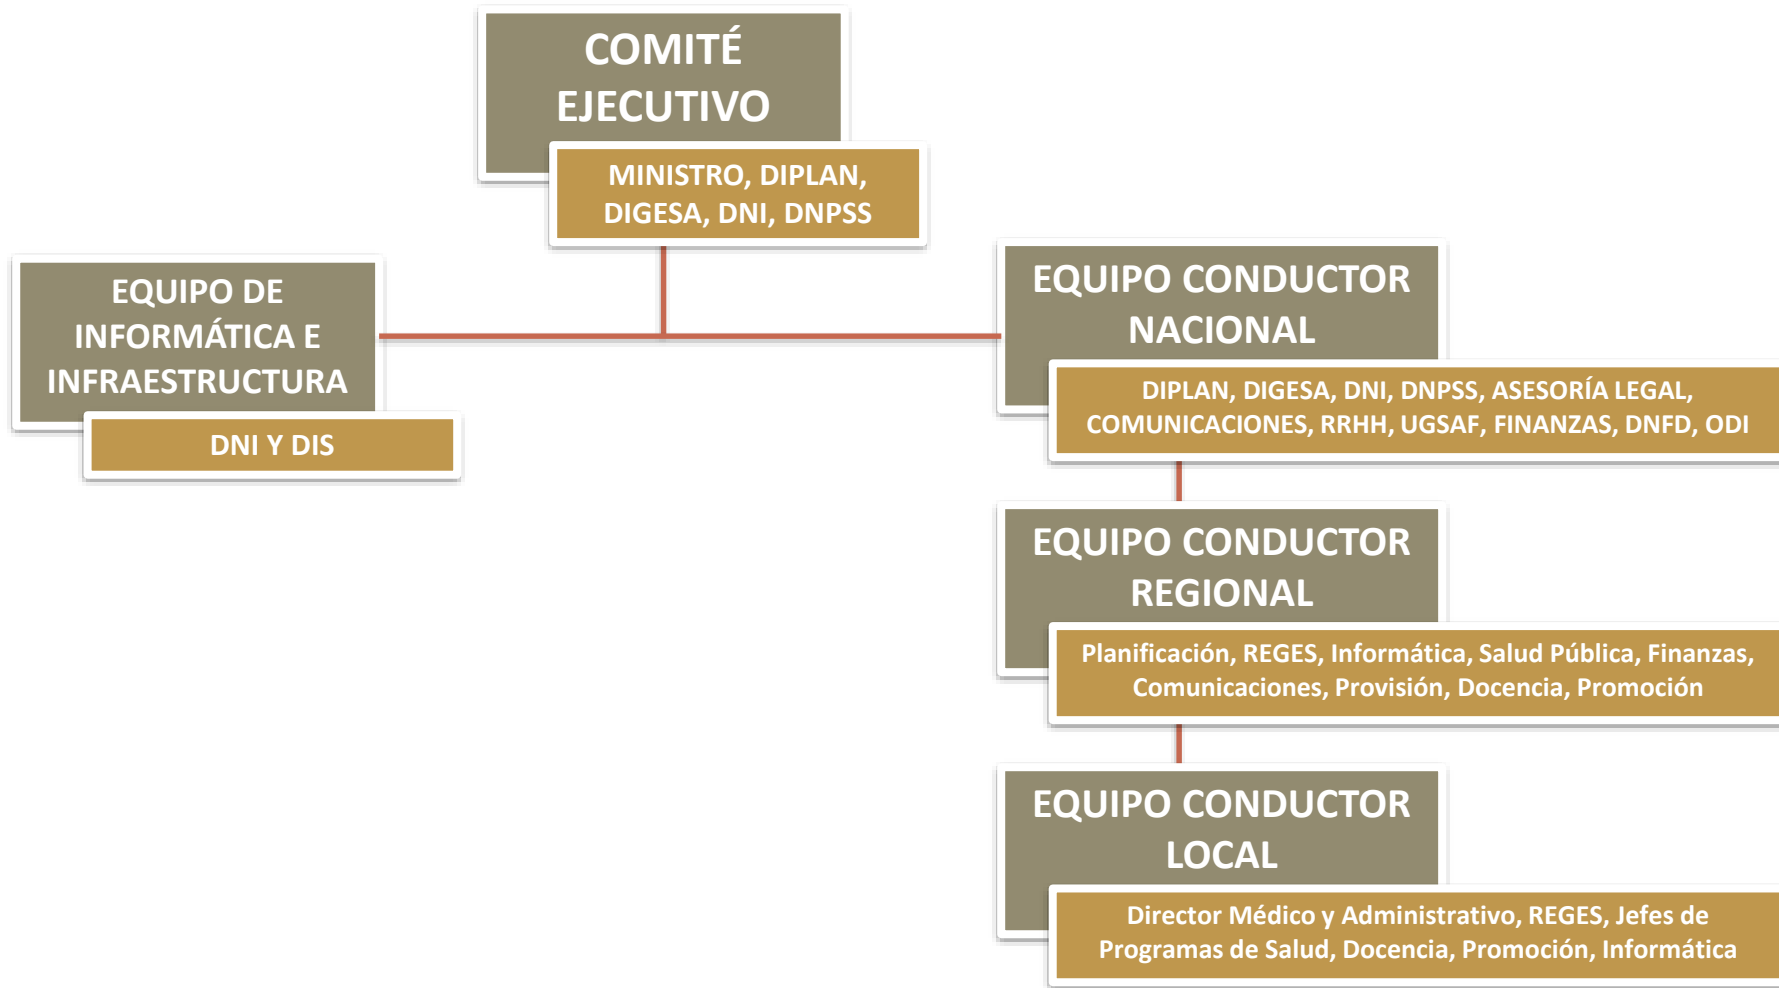 COMITÉ
EJECUTIVO
MINISTRO, DIPLAN,
DIGESA, DNI, DNPSS
EQUIPO DE
INFORMÁTICA E
INFRAESTRUCTURA
DNI Y DIS
EQUIPO CONDUCTOR
NACIONAL
DIPLAN, DIGESA, DNI, DNPSS, ASESORÍA LEGAL,
COMUNICACIONES, RRHH, UGSAF, FINANZAS, DNFD, ODI
EQUIPO CONDUCTOR
REGIONAL
Planificación, REGES, Informática, Salud Pública, Finanzas,
Comunicaciones, Provisión, Docencia, Promoción
EQUIPO CONDUCTOR
LOCAL
Director Médico y Administrativo, REGES, Jefes de
Programas de Salud, Docencia, Promoción, Informática